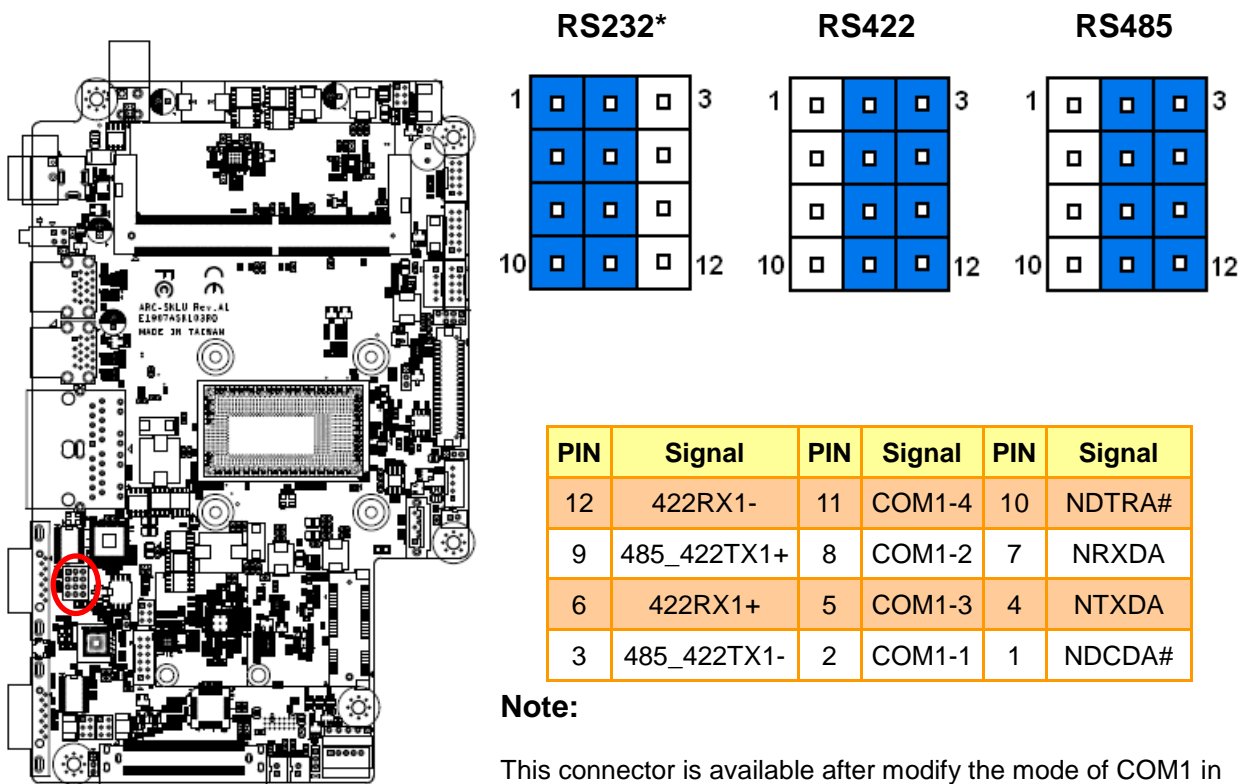 RS232* RS422 RS485
1 3 1 3 1 3
10 12 10 12 10 12
FC CE
ARC-SKLU Rev.A1
E1907ASKL03R0
MADE IN TAIWAN
PIN Signal PIN Signal PIN Signal
12 422RX1- 11 COM1-4 10 NDTRA#
9 485_422TX1+ 8 COM1-2 7 NRXDA
6 422RX1+ 5 COM1-3 4 NTXDA
3 485_422TX1- 2 COM1-1 1 NDCDA#
Note:
This connector is available after modify the mode of COM1 in